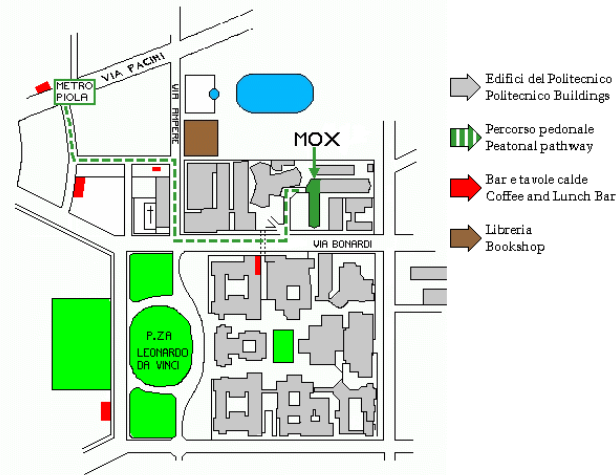 VIA PACINI
METRO
PIOLA
VIA AMPERE
MOX
VIA BONARDI
P.ZA
LEONARDO
DA VINCI
Edifici del Politecnico
Politecnico Buildings
Percorso pedonale
Peatonal pathway
Bar e tavole calde
Coffee and Lunch Bar
Libreria
Bookshop